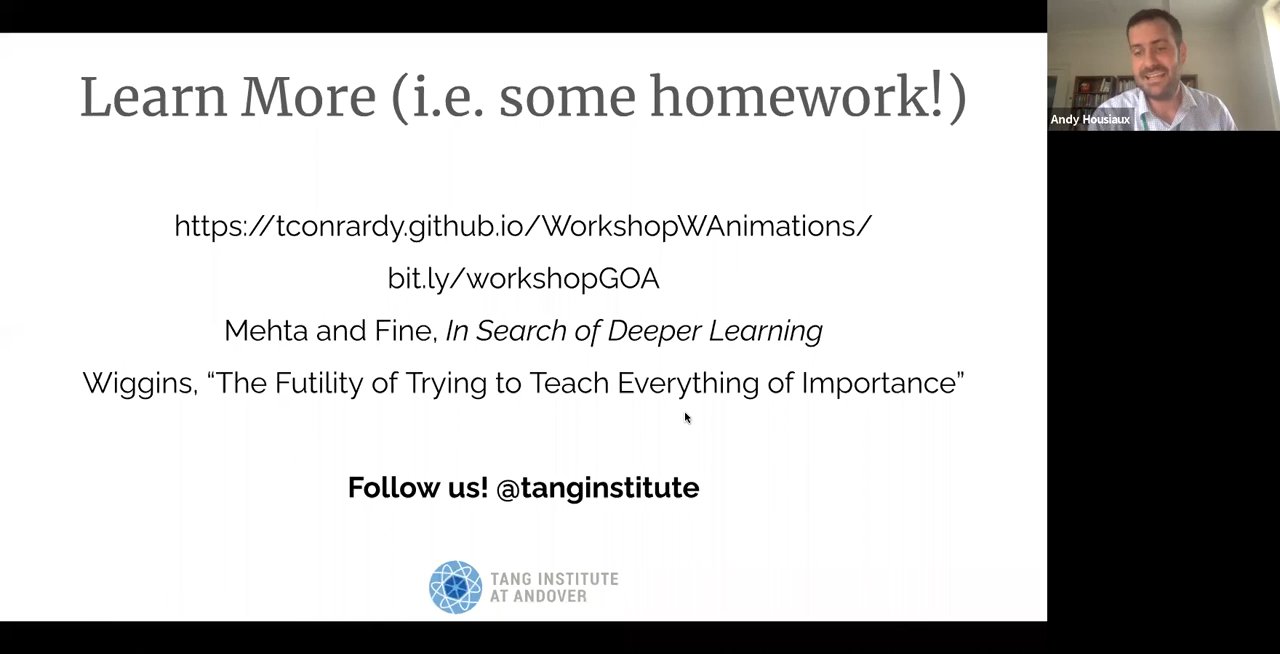 Learn More (i.e. some homework!)
Andy Housiaux
https://tconrardy.github.io/WorkshopWAnimations/
bit.ly/workshopGOA
Mehta and Fine, In Search of Deeper Learning
Wiggins, “The Futility of Trying to Teach Everything of Importance”
Follow us! @tanginstitute
TANG INSTITUTE
AT ANDOVER